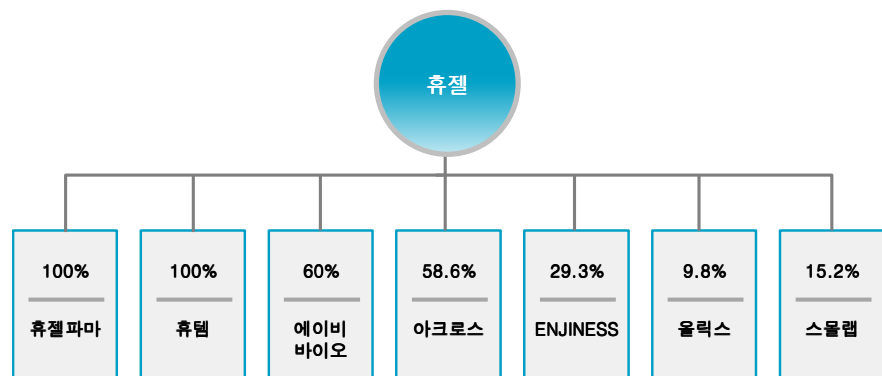 휴젤
100%
휴젤파마
100%
휴템
60%
에이비
바이오
58.6%
아크로스
29.3%
ENJINESS
9.8%
올릭스
15.2%
스몰랩